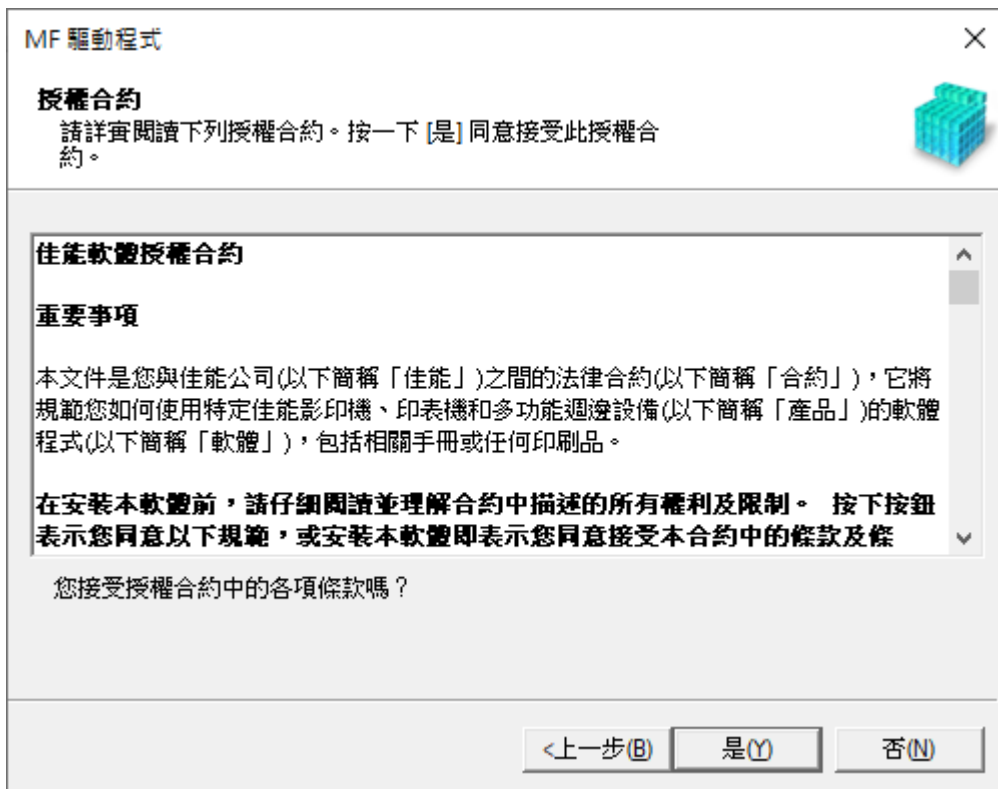 MF 驅動程式
授權合約
請詳實閱讀下列授權合約。按一下 [是] 同意接受此授權合
約。
佳能軟體授權合約
重要事項
本文件是您與佳能公司(以下簡稱「佳能」)之間的法律合約(以下簡稱「合約」)，它將
規範您如何使用特定佳能影印機、印表機和多功能週邊設備(以下簡稱「產品」)的軟體
程式(以下簡稱「軟體」)，包括相關手冊或任何印刷品。
在安裝本軟體前，請仔細閱讀並理解合約中描述的所有權利及限制。 按下按鈕
表示您同意以下規範，或安裝本軟體即表示您同意接受本合約中的條款及條
您接受授權合約中的各項條款嗎？
<上一步(B) 是(Y) 否(N)